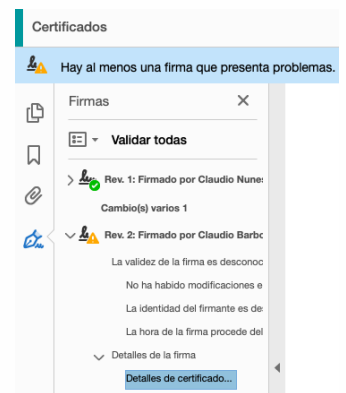 Certificados
Hay al menos una firma que presenta problemas.
Firmas
Validar todas
Rev. 1: Firmado por Claudio Nunes
Cambio(s) varios 1
Rev. 2: Firmado por Claudio Barbo
La validez de la firma es desconoc
No ha habido modificaciones e
La identidad del firmante es de
La hora de la firma procede del
Detalles de la firma
Detalles de certificado...